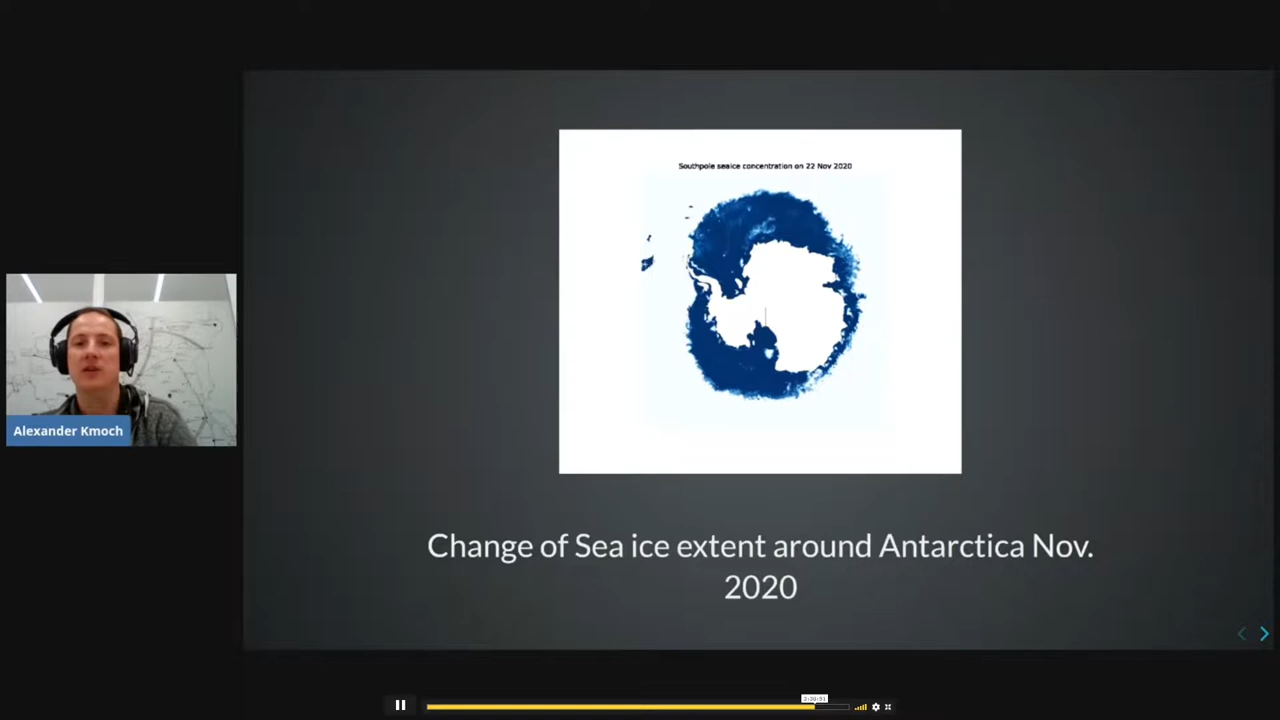 Southpole seaice concentration on 22 Nov 2020
Alexander Kmoch
Change of Sea ice extent around Antarctica Nov.
2020